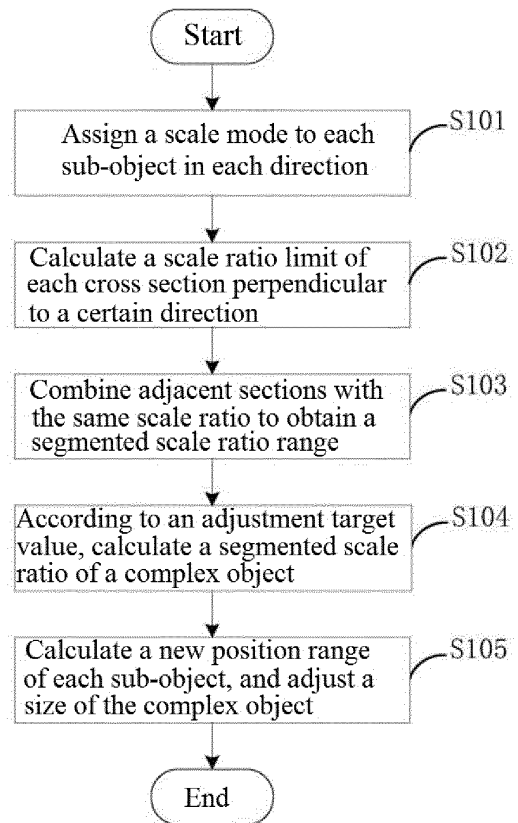 Start
Assign a scale mode to each
sub-object in each direction
S101
Calculate a scale ratio limit of
each cross section perpendicular
to a certain direction
S102
Combine adjacent sections with
the same scale ratio to obtain a
segmented scale ratio range
S103
According to an adjustment target
value, calculate a segmented scale
ratio of a complex object
S104
Calculate a new position range
of each sub-object, and adjust a
size of the complex object
S105
End